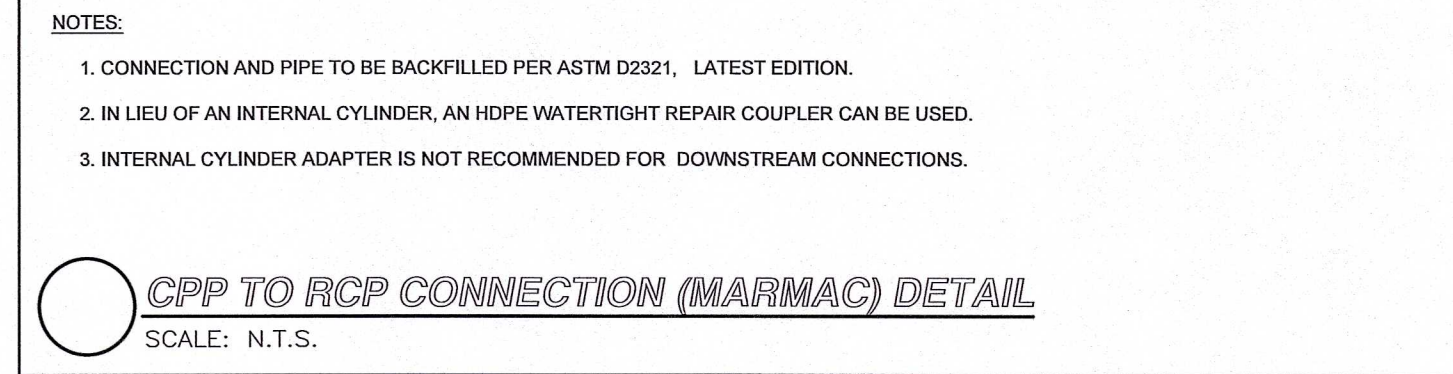 NOTES:
1. CONNECTION AND PIPE TO BE BACKFILLED PER ASTM D2321, LATEST EDITION.
2. IN LIEU OF AN INTERNAL CYLINDER, AN HDPE WATERTIGHT REPAIR COUPLER CAN BE USED.
3. INTERNAL CYLINDER ADAPTER IS NOT RECOMMENDED FOR DOWNSTREAM CONNECTIONS.
CPP TO RCP CONNECTION (MARMAC) DETAIL
SCALE: N.T.S.